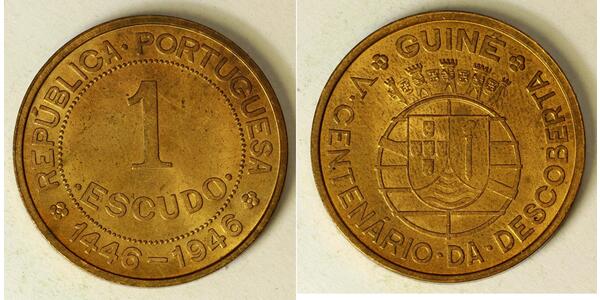 REPÚBLICA·PORTUGUESA
1
·ESCUDO·
1446-1946
GUINÉ
V·CENTENÁRIO·DA·DESCOBERTA